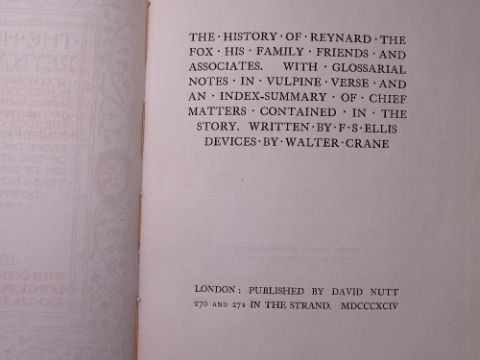 THE·HISTORY·OF·REYNARD·THE
FOX·HIS·FAMILY·FRIENDS·AND
ASSOCIATES. WITH·GLOSSARIAL
NOTES·IN·VULPINE·VERSE·AND
AN·INDEX-SUMMARY·OF·CHIEF
MATTERS·CONTAINED·IN·THE
STORY. WRITTEN·BY·F·S·ELLIS
DEVICES·BY·WALTER·CRANE
LONDON: PUBLISHED BY DAVID NUTT
270 AND 271 IN THE STRAND. MDCCCXCIV